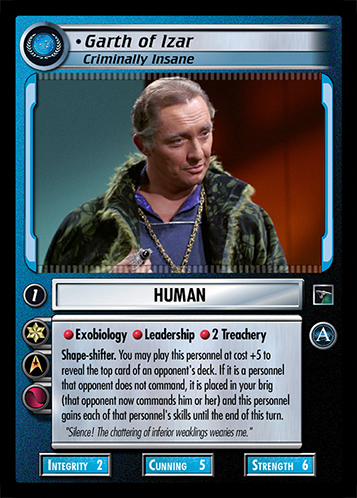 • Garth of Izar
Criminally Insane
1
HUMAN
• Exobiology • Leadership • 2 Treachery
A
Shape-shifter. You may play this personnel at cost +5 to
reveal the top card of an opponent's deck. If it is a personnel
that opponent does not command, it is placed in your brig
(that opponent now commands him or her) and this personnel
gains each of that personnel's skills until the end of this turn.
"Silence! The chattering of inferior weaklings wearies me."
INTEGRITY 2 CUNNING 5 STRENGTH 6